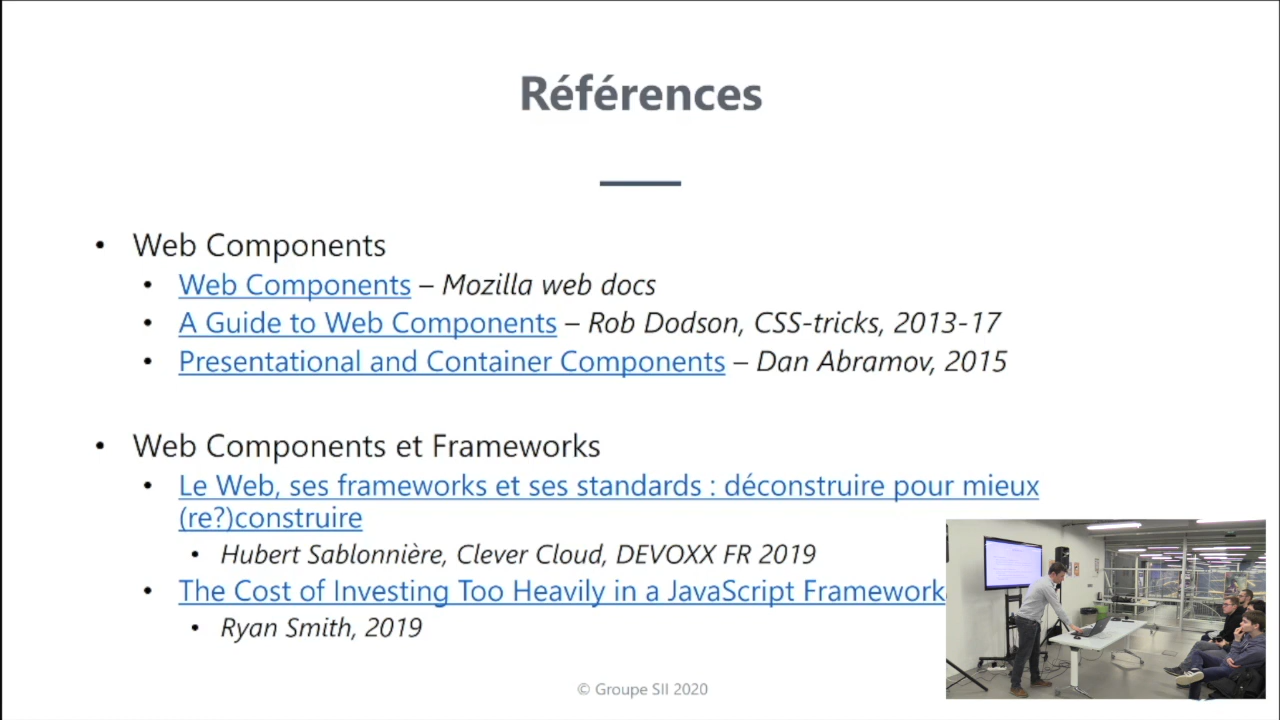 Références
• Web Components
• Web Components – Mozilla web docs
• A Guide to Web Components – Rob Dodson, CSS-tricks, 2013-17
• Presentational and Container Components – Dan Abramov, 2015
• Web Components et Frameworks
• Le Web, ses frameworks et ses standards : déconstruire pour mieux
(re?)construire
• Hubert Sablonnière, Clever Cloud, DEVOXX FR 2019
• The Cost of Investing Too Heavily in a JavaScript Framework
• Ryan Smith, 2019
© Groupe SII 2020